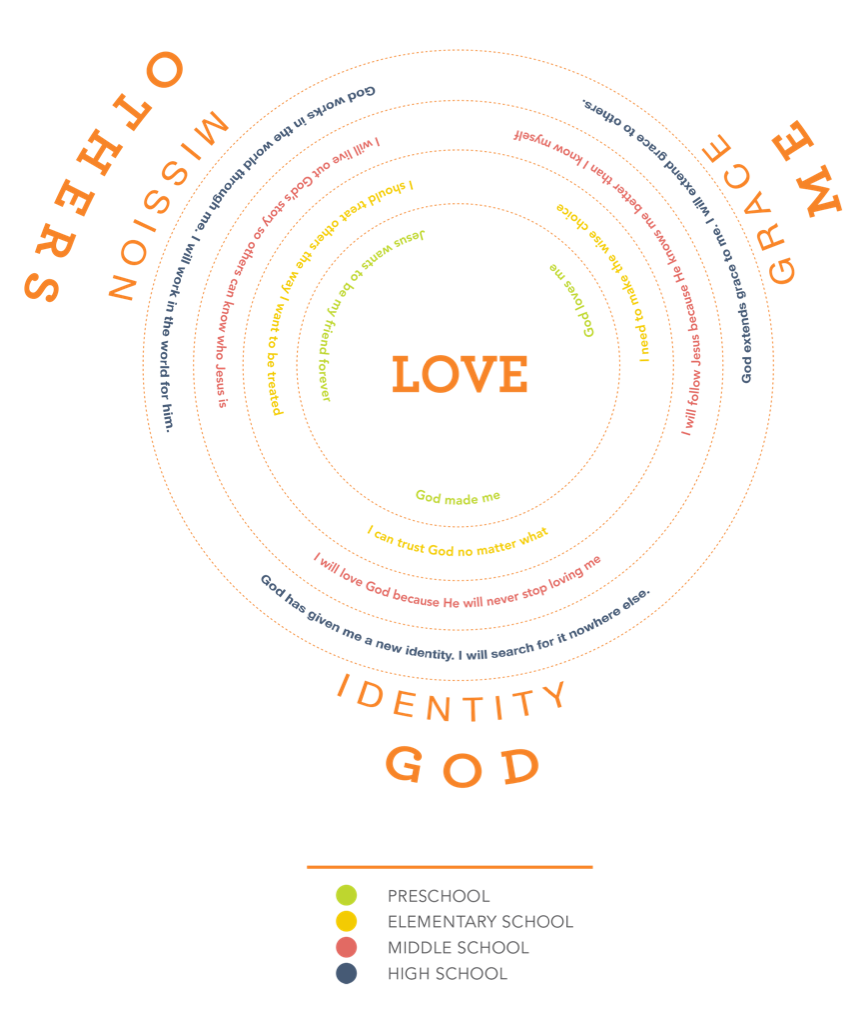 OTHERS
MISSION
God works in the world through me. I will work in the world for him.
I will live out God's story so others can know who Jesus is
I should treat others the way I want to be treated
Jesus wants to be my friend forever
ME
GRACE
God extends grace to me. I will extend grace to others.
I will follow Jesus because He knows me better than I know myself
I need to make the wise choice
God loves me
LOVE
God made me
I can trust God no matter what
I will love God because He will never stop loving me
God has given me a new identity. I will search for it nowhere else.
IDENTITY
GOD
PRESCHOOL
ELEMENTARY SCHOOL
MIDDLE SCHOOL
HIGH SCHOOL